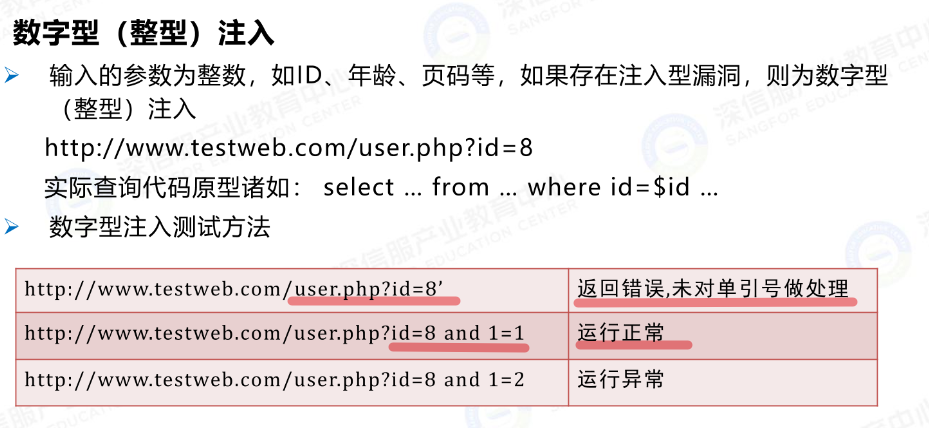 数字型（整型）注入
输入的参数为整数，如ID、年龄、页码等，如果存在注入型漏洞，则为数字型
（整型）注入
http://www.testweb.com/user.php?id=8
实际查询代码原型诸如： select ... from ... where id=$id ...
数字型注入测试方法
http://www.testweb.com/user.php?id=8’ 返回错误,未对单引号做处理
http://www.testweb.com/user.php?id=8 and 1=1 运行正常
http://www.testweb.com/user.php?id=8 and 1=2 运行异常
深信服产业教育中心
SANGFOR EDUCATION CENTER